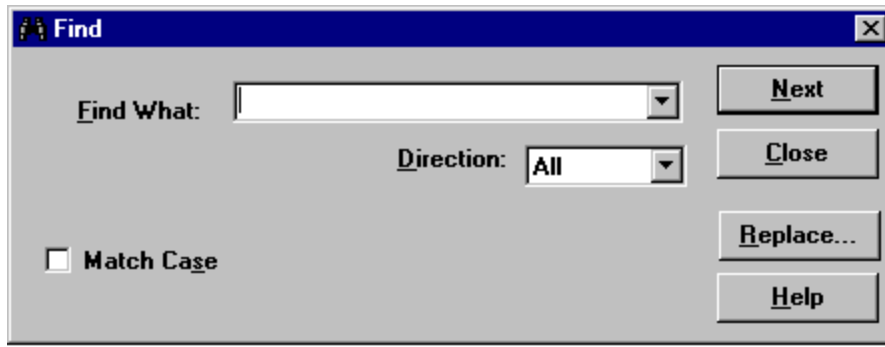 Find
Find What:
Next
Direction: All
Close
Replace...
Match Case
Help